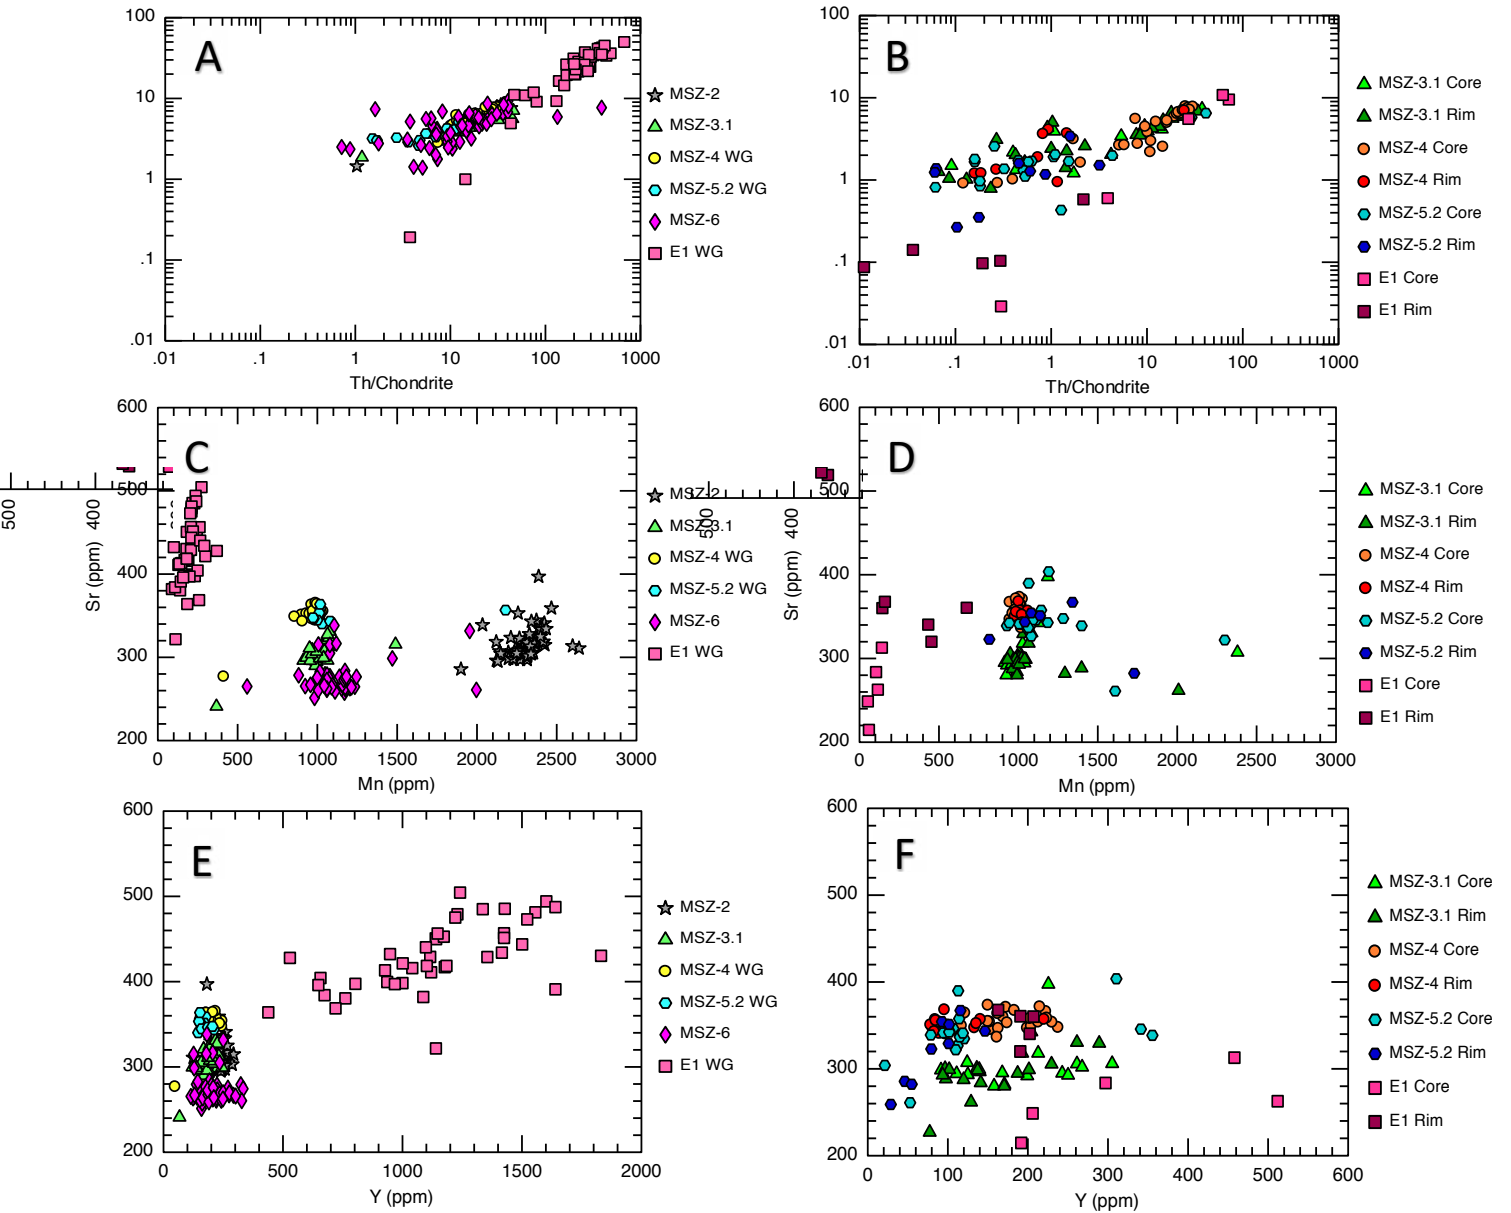 A
100
10
1
.1
.01
.01
.1
1
10
100
1000
Th/Chondrite
MSZ-2
MSZ-3.1
MSZ-4 WG
MSZ-5.2 WG
MSZ-6
E1 WG
B
100
10
1
.1
.01
.01
.1
1
10
100
1000
Th/Chondrite
MSZ-3.1 Core
MSZ-3.1 Rim
MSZ-4 Core
MSZ-4 Rim
MSZ-5.2 Core
MSZ-5.2 Rim
E1 Core
E1 Rim
C
500
400
Sr (ppm)
600
500
400
300
200
0
500
1000
1500
2000
2500
3000
Mn (ppm)
MSZ-2
MSZ-3.1
MSZ-4 WG
MSZ-5.2 WG
MSZ-6
E1 WG
D
500
400
Sr (ppm)
600
500
400
300
200
0
500
1000
1500
2000
2500
3000
Mn (ppm)
MSZ-3.1 Core
MSZ-3.1 Rim
MSZ-4 Core
MSZ-4 Rim
MSZ-5.2 Core
MSZ-5.2 Rim
E1 Core
E1 Rim
E
600
500
400
300
200
0
500
1000
1500
2000
Y (ppm)
MSZ-2
MSZ-3.1
MSZ-4 WG
MSZ-5.2 WG
MSZ-6
E1 WG
F
600
500
400
300
200
0
100
200
300
400
500
600
Y (ppm)
MSZ-3.1 Core
MSZ-3.1 Rim
MSZ-4 Core
MSZ-4 Rim
MSZ-5.2 Core
MSZ-5.2 Rim
E1 Core
E1 Rim